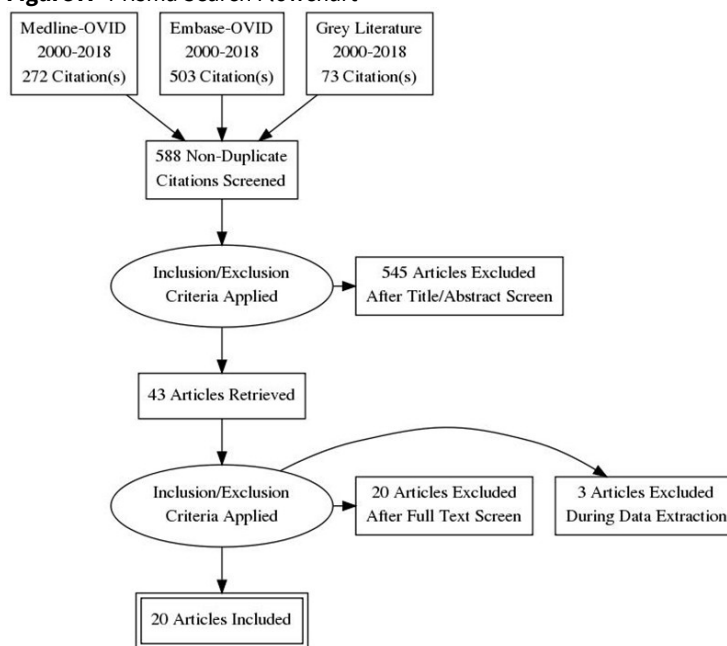 Medline-OVID
2000-2018
272 Citation(s)
Embase-OVID
2000-2018
503 Citation(s)
Grey Literature
2000-2018
73 Citation(s)
588 Non-Duplicate
Citations Screened
Inclusion/Exclusion
Criteria Applied
545 Articles Excluded
After Title/Abstract Screen
43 Articles Retrieved
Inclusion/Exclusion
Criteria Applied
20 Articles Excluded
After Full Text Screen
3 Articles Excluded
During Data Extraction
20 Articles Included